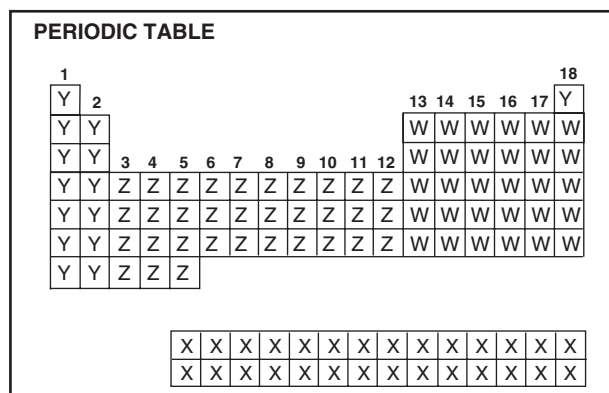 PERIODIC TABLE
1 18
Y 2 13 14 15 16 17 Y
Y Y W W W W W W
Y Y 3 4 5 6 7 8 9 10 11 12 W W W W W W
Y Y Z Z Z Z Z Z Z Z Z Z W W W W W W
Y Y Z Z Z Z Z Z Z Z Z Z W W W W W W
Y Y Z Z Z Z Z Z Z Z Z Z W W W W W W
Y Y Z Z Z
X X X X X X X X X X X X X X
X X X X X X X X X X X X X X